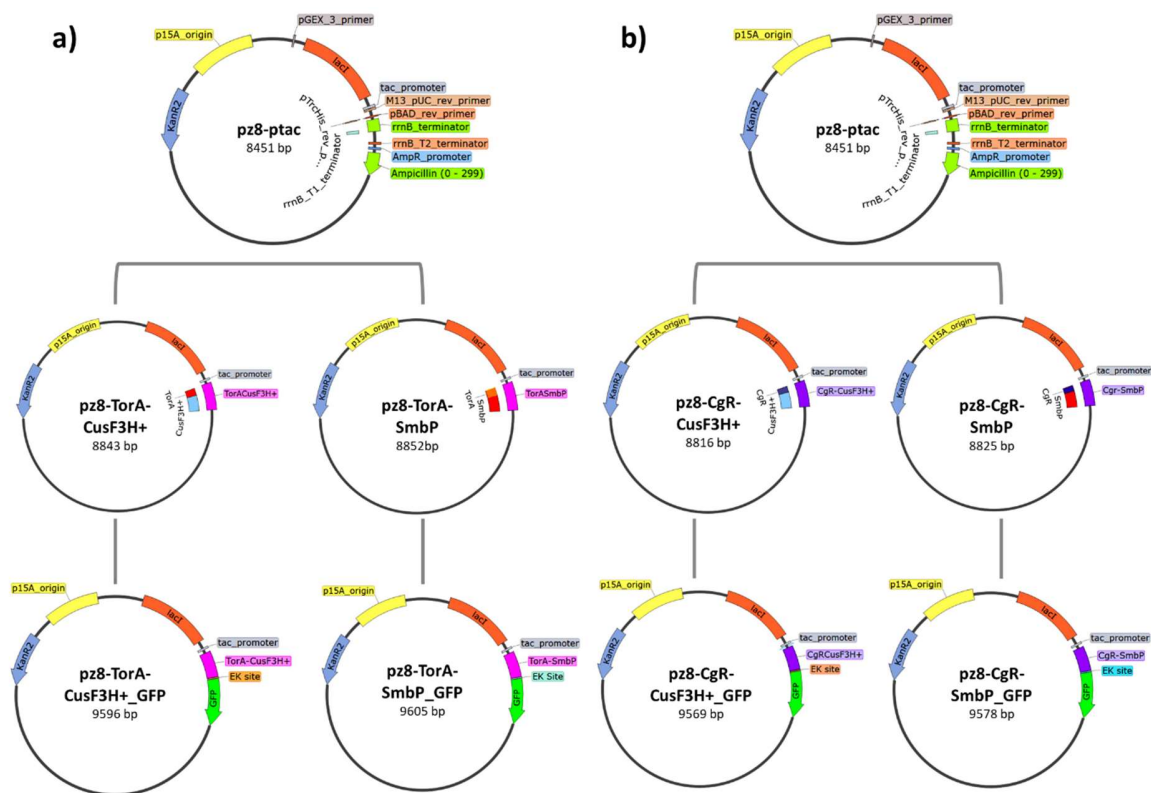 a)
pGEX_3_primer
p15A_origin
lacI
tac_promoter
M13_pUC_rev_primer
pBAD_rev_primer
rrnB_terminator
rrnB_T2_terminator
AmpR_promoter
Ampicillin (0 - 299)
KanR2
pTrcHis_rev_p...
rrnB_T1_terminator
pz8-ptac
8451 bp
b)
pGEX_3_primer
p15A_origin
lacI
tac_promoter
M13_pUC_rev_primer
pBAD_rev_primer
rrnB_terminator
rrnB_T2_terminator
AmpR_promoter
Ampicillin (0 - 299)
KanR2
pTrcHis_rev_p...
rrnB_T1_terminator
pz8-ptac
8451 bp
p15A_origin
lacI
tac_promoter
TorACusF3H+
KanR2
TorA
CusF3H+
pz8-TorA-
CusF3H+
8843 bp
p15A_origin
lacI
tac_promoter
TorASmbP
KanR2
TorA
SmbP
pz8-TorA-
SmbP
8852bp
p15A_origin
lacI
tac_promoter
CgR-CusF3H+
KanR2
CgR
CusF3H+
pz8-CgR-
CusF3H+
8816 bp
p15A_origin
lacI
tac_promoter
Cgr-SmbP
KanR2
CgR
SmbP
pz8-CgR-
SmbP
8825 bp
p15A_origin
lacI
tac_promoter
TorA-CusF3H+
EK site
GFP
KanR2
pz8-TorA-
CusF3H+_GFP
9596 bp
p15A_origin
lacI
tac_promoter
TorA-SmbP
EK Site
GFP
KanR2
pz8-TorA-
SmbP_GFP
9605 bp
p15A_origin
lacI
tac_promoter
CgRCusF3H+
EK site
GFP
KanR2
pz8-CgR-
CusF3H+_GFP
9569 bp
p15A_origin
lacI
tac_promoter
CgR-SmbP
EK site
GFP
KanR2
pz8-CgR-
SmbP_GFP
9578 bp